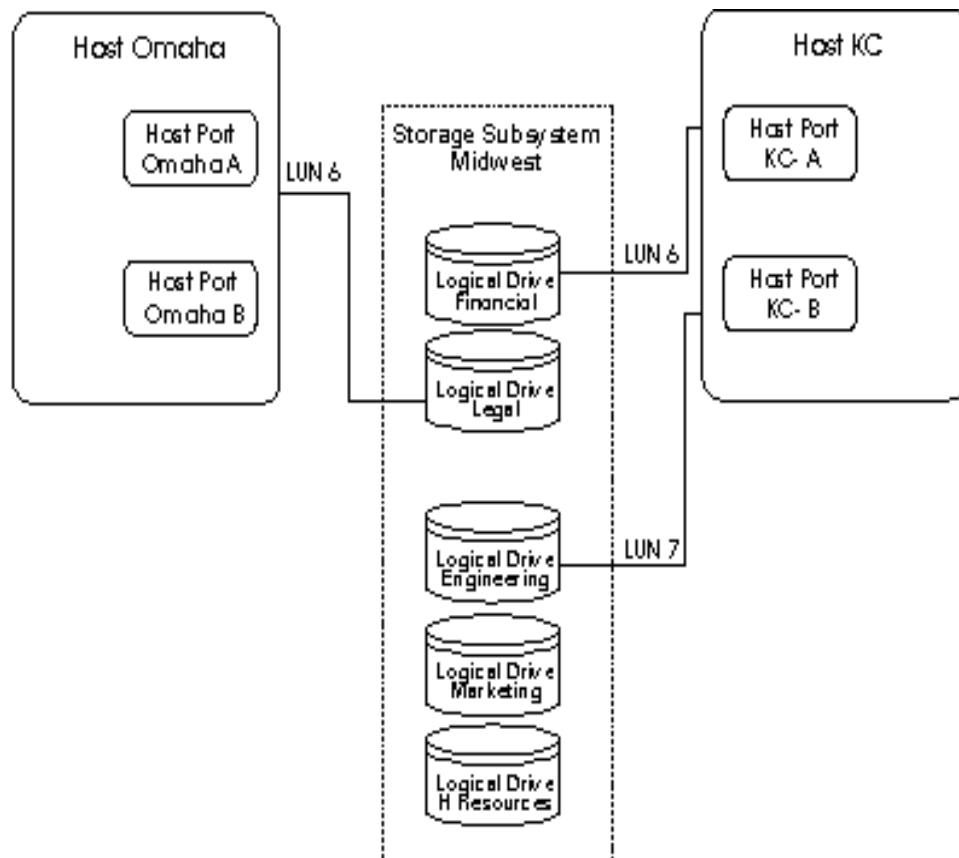 Host Omaha
Host Port
Omaha A
Host Port
Omaha B
LUN 6
Storage Subsystem
Midwest
Logical Drive
Financial
Logical Drive
Legal
Logical Drive
Engineering
Logical Drive
Marketing
Logical Drive
H Resources
LUN 6
LUN 7
Host KC
Host Port
KC- A
Host Port
KC- B